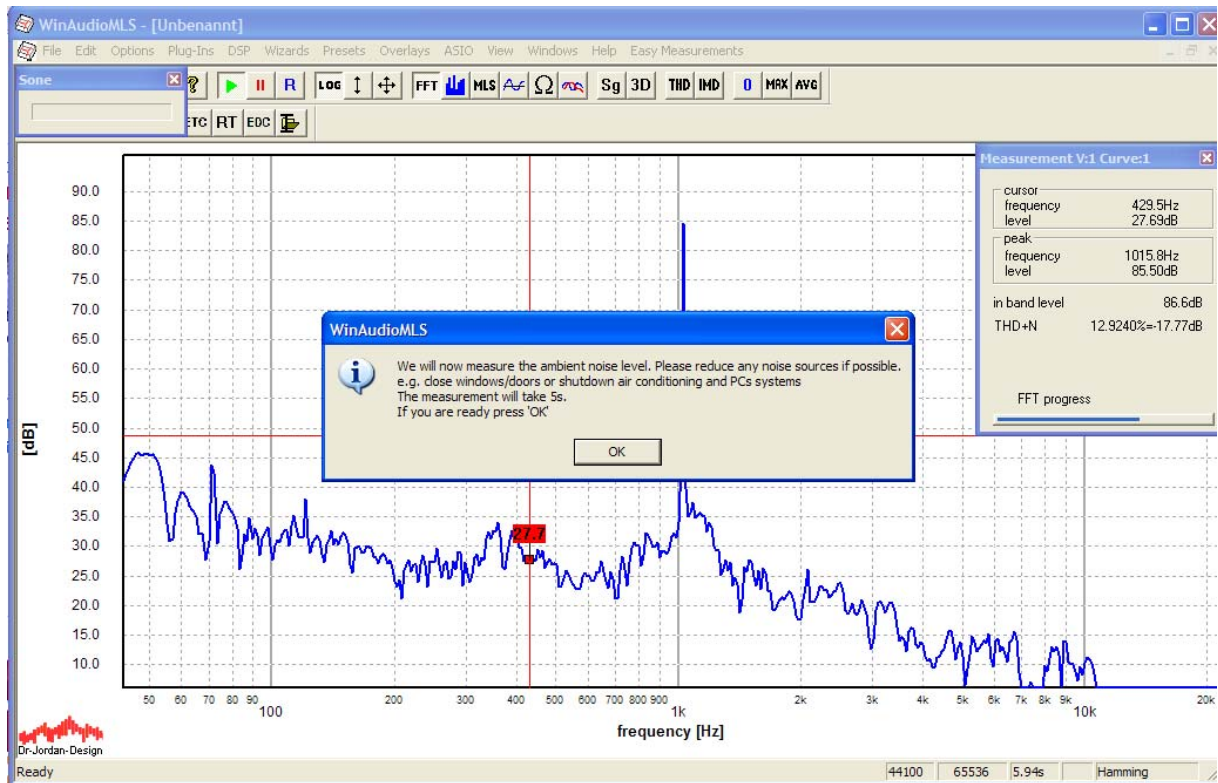 WinAudioMLS - [Unbenannt]
File Edit Options Plug-Ins DSP Wizards Presets Overlays ASIO View Windows Help Easy Measurements
Sone
? R LOG FFT MLS Ω Sg 3D THD IMD 0 MAX AVG
ETC RT EDC
Measurement V:1 Curve:1
cursor
frequency 429.5Hz
level 27.69dB
peak
frequency 1015.8Hz
level 85.50dB
in band level 86.6dB
THD+N 12.9240%=-17.77dB
FFT progress
WinAudioMLS
We will now measure the ambient noise level. Please reduce any noise sources if possible.
e.g. close windows/doors or shutdown air conditioning and PCs systems
The measurement will take 5s.
If you are ready press 'OK'
OK
[dB]
90.0
85.0
80.0
75.0
70.0
65.0
60.0
55.0
50.0
45.0
40.0
35.0
30.0
25.0
20.0
15.0
10.0
27.7
50 60 70 80 90 100 200 300 400 500 600 700 800 900 1k 2k 3k 4k 5k 6k 7k 8k 9k 10k 20k
frequency [Hz]
Dr-Jordan-Design
Ready 44100 65536 5.94s Hamming